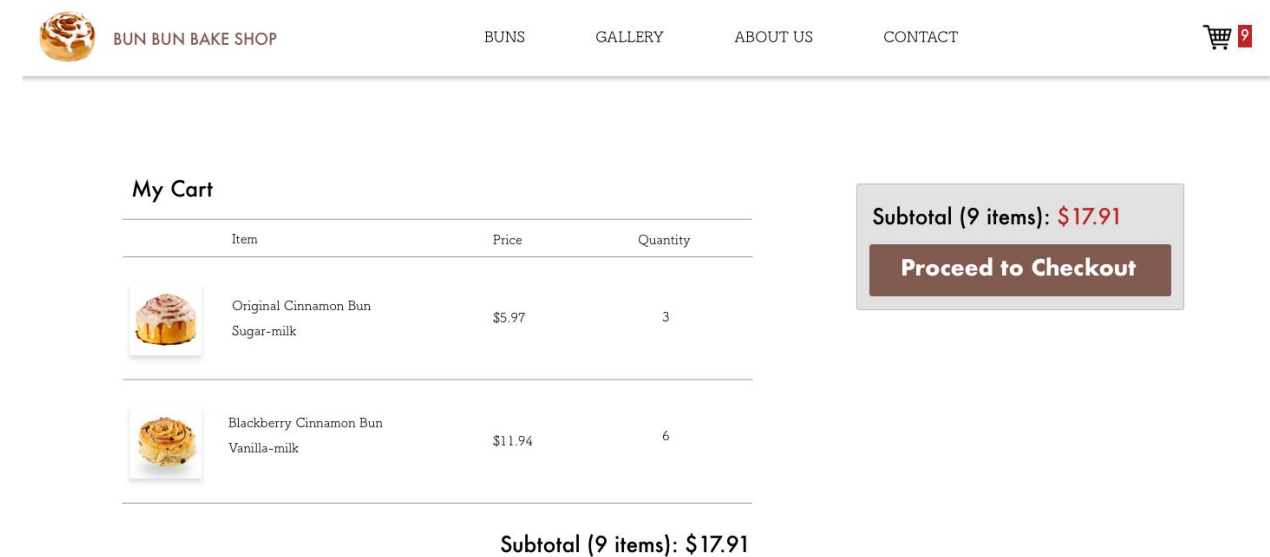 BUN BUN BAKE SHOP BUNS GALLERY ABOUT US CONTACT 9
My Cart
Item Price Quantity
Original Cinnamon Bun
Sugar-milk
$5.97 3
Blackberry Cinnamon Bun
Vanilla-milk
$11.94 6
Subtotal (9 items): $17.91
Subtotal (9 items): $17.91
Proceed to Checkout